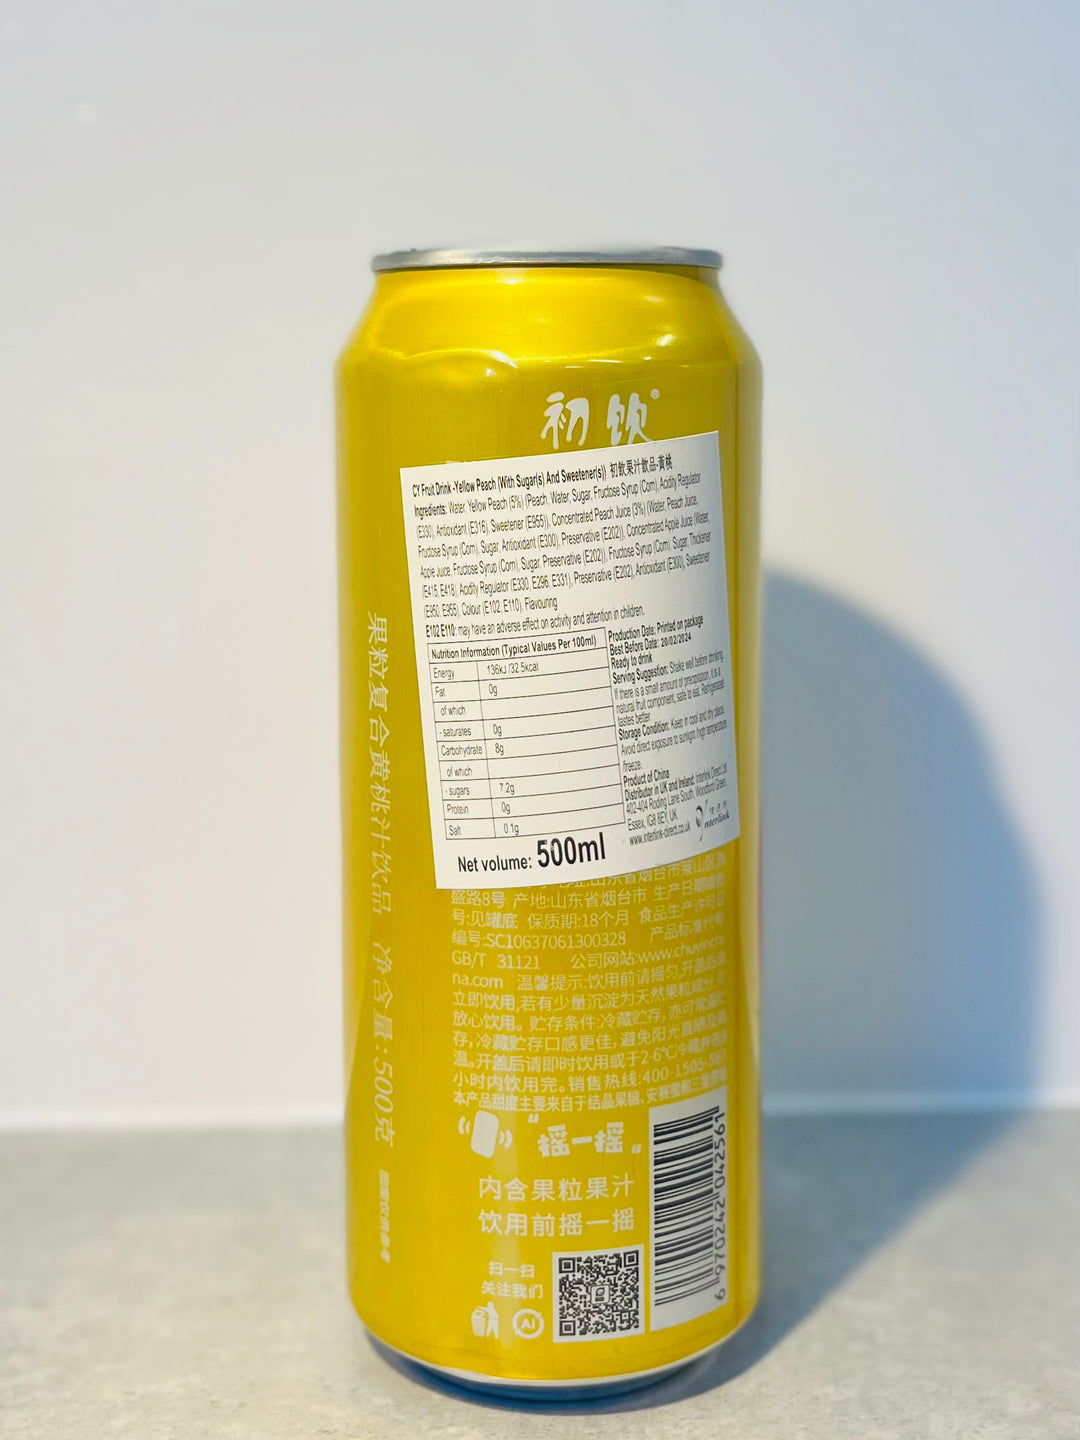 初饮
CY Fruit Drink -Yellow Peach (With Sugar(s) And Sweetener(s)) 初飲果汁飲品-黃桃
Ingredients: Water, Yellow Peach (5%) (Peach, Water, Sugar, Fructose Syrup (Corn), Acidity Regulator
(E330), Antioxidant (E316), Sweetener (E955)), Concentrated Peach Juice (3%) (Water, Peach Juice,
Fructose Syrup (Corn), Sugar, Antioxidant (E300), Preservative (E202)), Concentrated Apple Juice (Water,
Apple Juice, Fructose Syrup (Corn), Sugar, Preservative (E202)), Fructose Syrup (Corn), Sugar, Thickener
(E415, E418), Acidity Regulator (E330, E296, E331), Preservative (E202), Antioxidant (E300), Sweetener
(E950, E955), Colour (E102, E110), Flavouring
E102 E110: may have an adverse effect on activity and attention in children.
Nutrition Information (Typical Values Per 100ml)
Energy 136kJ /32.5kcal
Fat 0g
of which
- saturates 0g
Carbohydrate 8g
of which
- sugars 7.2g
Protein 0g
Salt 0.1g
Production Date: Printed on package
Best Before Date: 20/02/2024
Ready to drink
Serving Suggestion: Shake well before drinking.
If there is a small amount of precipitation, it is a
natural fruit component, safe to eat. Refrigerated
tastes better.
Storage Condition: Keep in cool and dry place.
Avoid direct exposure to sunlight /high temperature
/freeze.
Product of China
Distributor in UK and Ireland: Interlink Direct Ltd.
402-404 Roding Lane South, Woodford Green,
Essex, IG8 8EY, UK
www.interlink-direct.co.uk
interlink
Net volume: 500ml
果粒复合黄桃汁饮品 净含量:500克
山东省烟台市莱山区
盛路8号 产地:山东省烟台市 生产日期
号:见罐底 保质期:18个月 食品生产许可证
编号:SC10637061300328 产品标准代号:
GB/T 31121 公司网站:www.chuyinchi-
na.com 温馨提示:饮用前请摇匀,开盖后请
立即饮用,若有少量沉淀为天然果粒成分,可
放心饮用。贮存条件:冷藏贮存,亦可常温贮
存,冷藏贮存口感更佳,避免阳光直晒及高
温。开盖后请即时饮用或于2-6℃冷藏并
小时内饮用完。销售热线:400-1505-567
本产品甜度主要来自于结晶果糖、安赛蜜和三氯蔗糖
“摇一摇”
内含果粒果汁
饮用前摇一摇
扫一扫
关注我们
Al
6 970242 042561